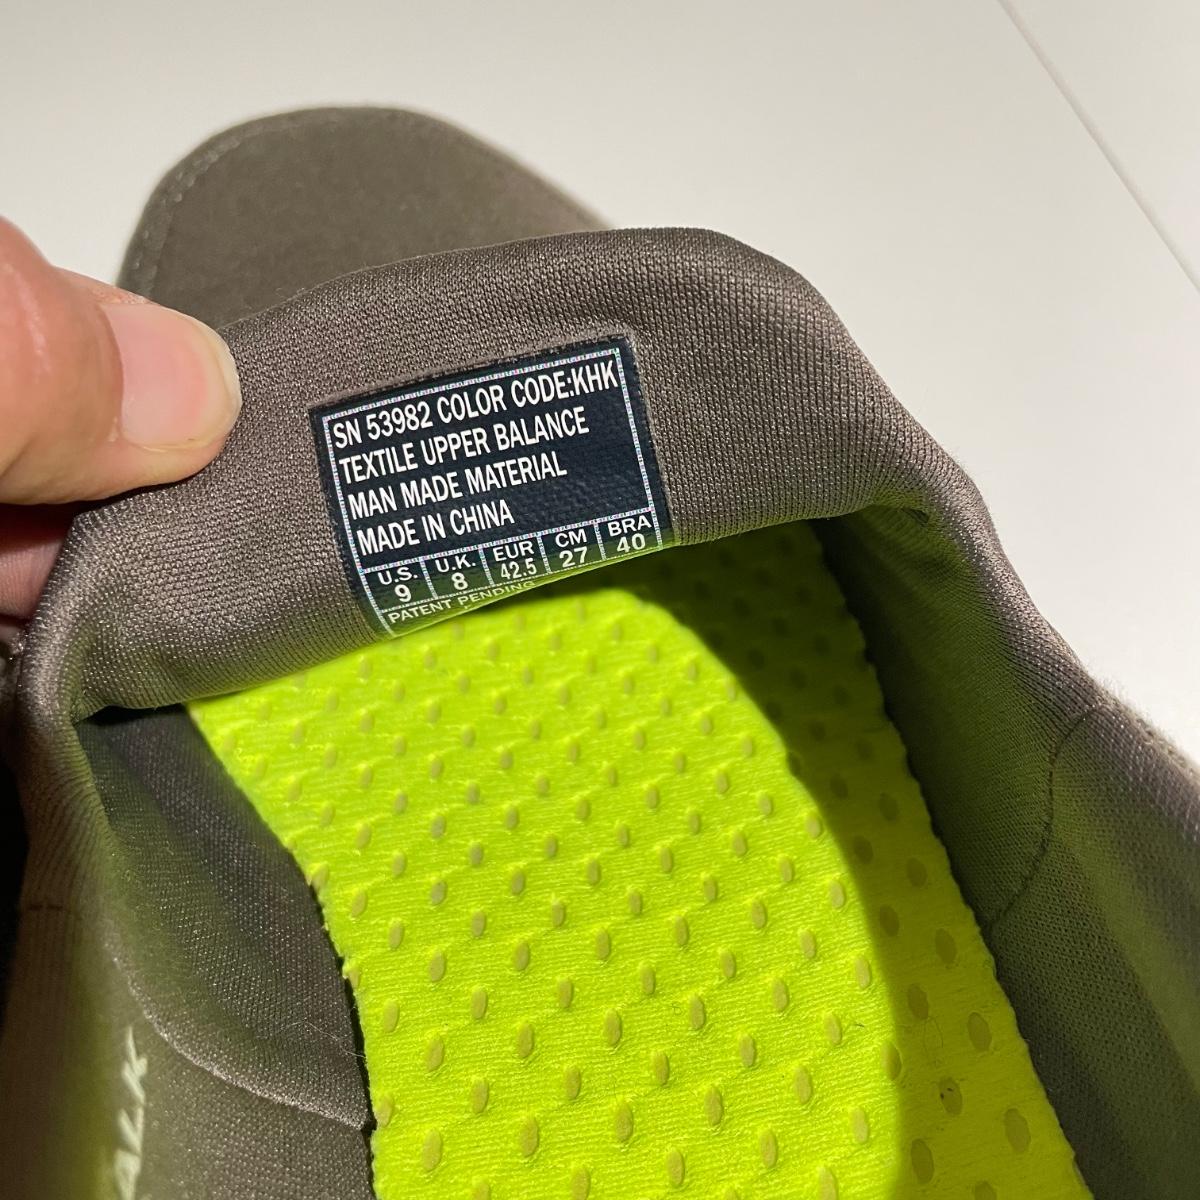 SN 53982 COLOR CODE:KHK
TEXTILE UPPER BALANCE
MAN MADE MATERIAL
MADE IN CHINA
U.S. U.K. EUR. CM BRA
9 8 42.5 27 40
PATENT PENDING